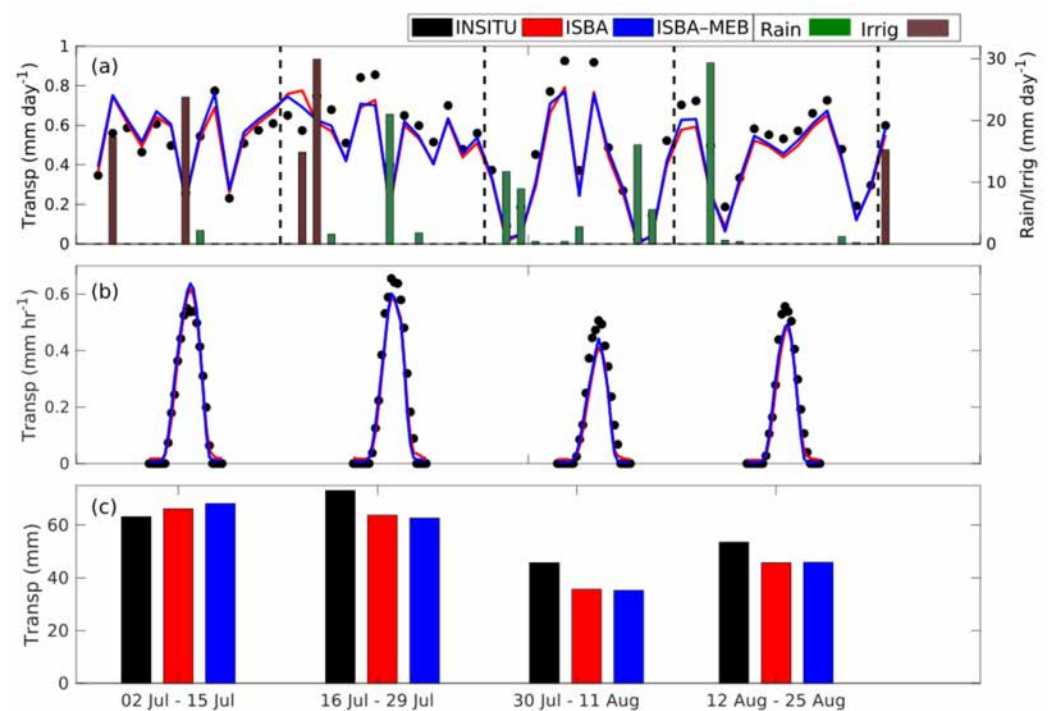 INSITU ISBA ISBA–MEB Rain Irrig
(a)
Transp (mm day-1)
1
0.8
0.6
0.4
0.2
0
30
20
10
0
Rain/Irrig (mm day-1)
(b)
Transp (mm hr-1)
0.6
0.4
0.2
0
(c)
Transp (mm)
60
40
20
0
02 Jul - 15 Jul 16 Jul - 29 Jul 30 Jul - 11 Aug 12 Aug - 25 Aug